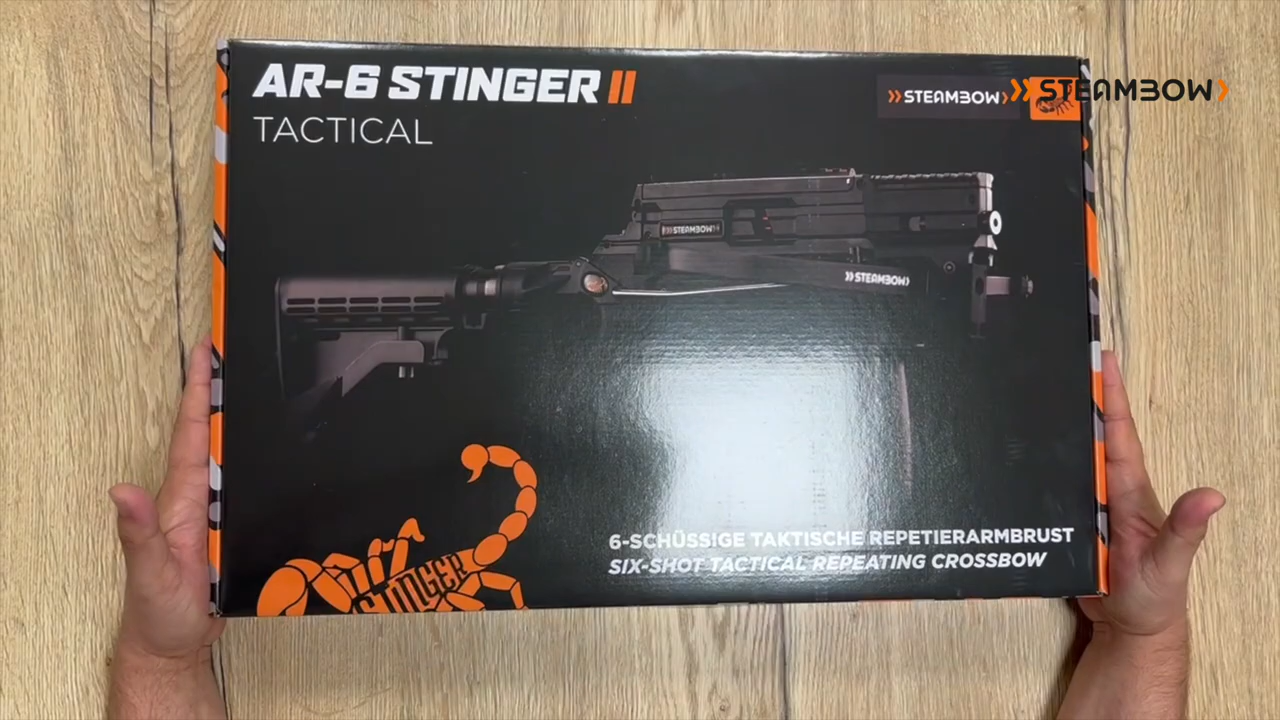 AR-6 STINGER II
TACTICAL
STEAMBOW
STEAMBOW
STEAMBOW
STEAMBOW
STINGER
6-SCHÜSSIGE TAKTISCHE REPETIERARMBRUST
SIX-SHOT TACTICAL REPEATING CROSSBOW